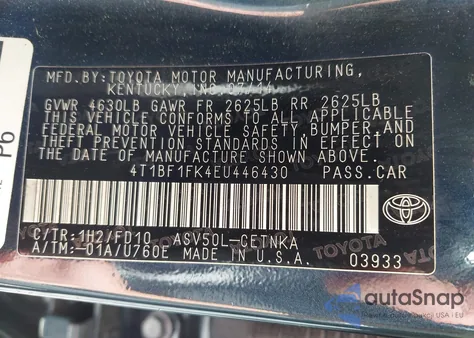 MFD.BY:TOYOTA MOTOR MANUFACTURING,
KENTUCKY, INC. 07/14
GVWR 4630LB GAWR FR 2625LB RR 2625LB
THIS VEHICLE CONFORMS TO ALL APPLICABLE
FEDERAL MOTOR VEHICLE SAFETY, BUMPER, AND
THEFT PREVENTION STANDARDS IN EFFECT ON
THE DATE OF MANUFACTURE SHOWN ABOVE.
4T1BF1FK4EU446430 PASS.CAR
C/TR:1H2/FD10 ASV50L-CETNKA
A/TM:-01A/U760E MADE IN U.S.A.
03933
TOYOTA
P6
autoSnap